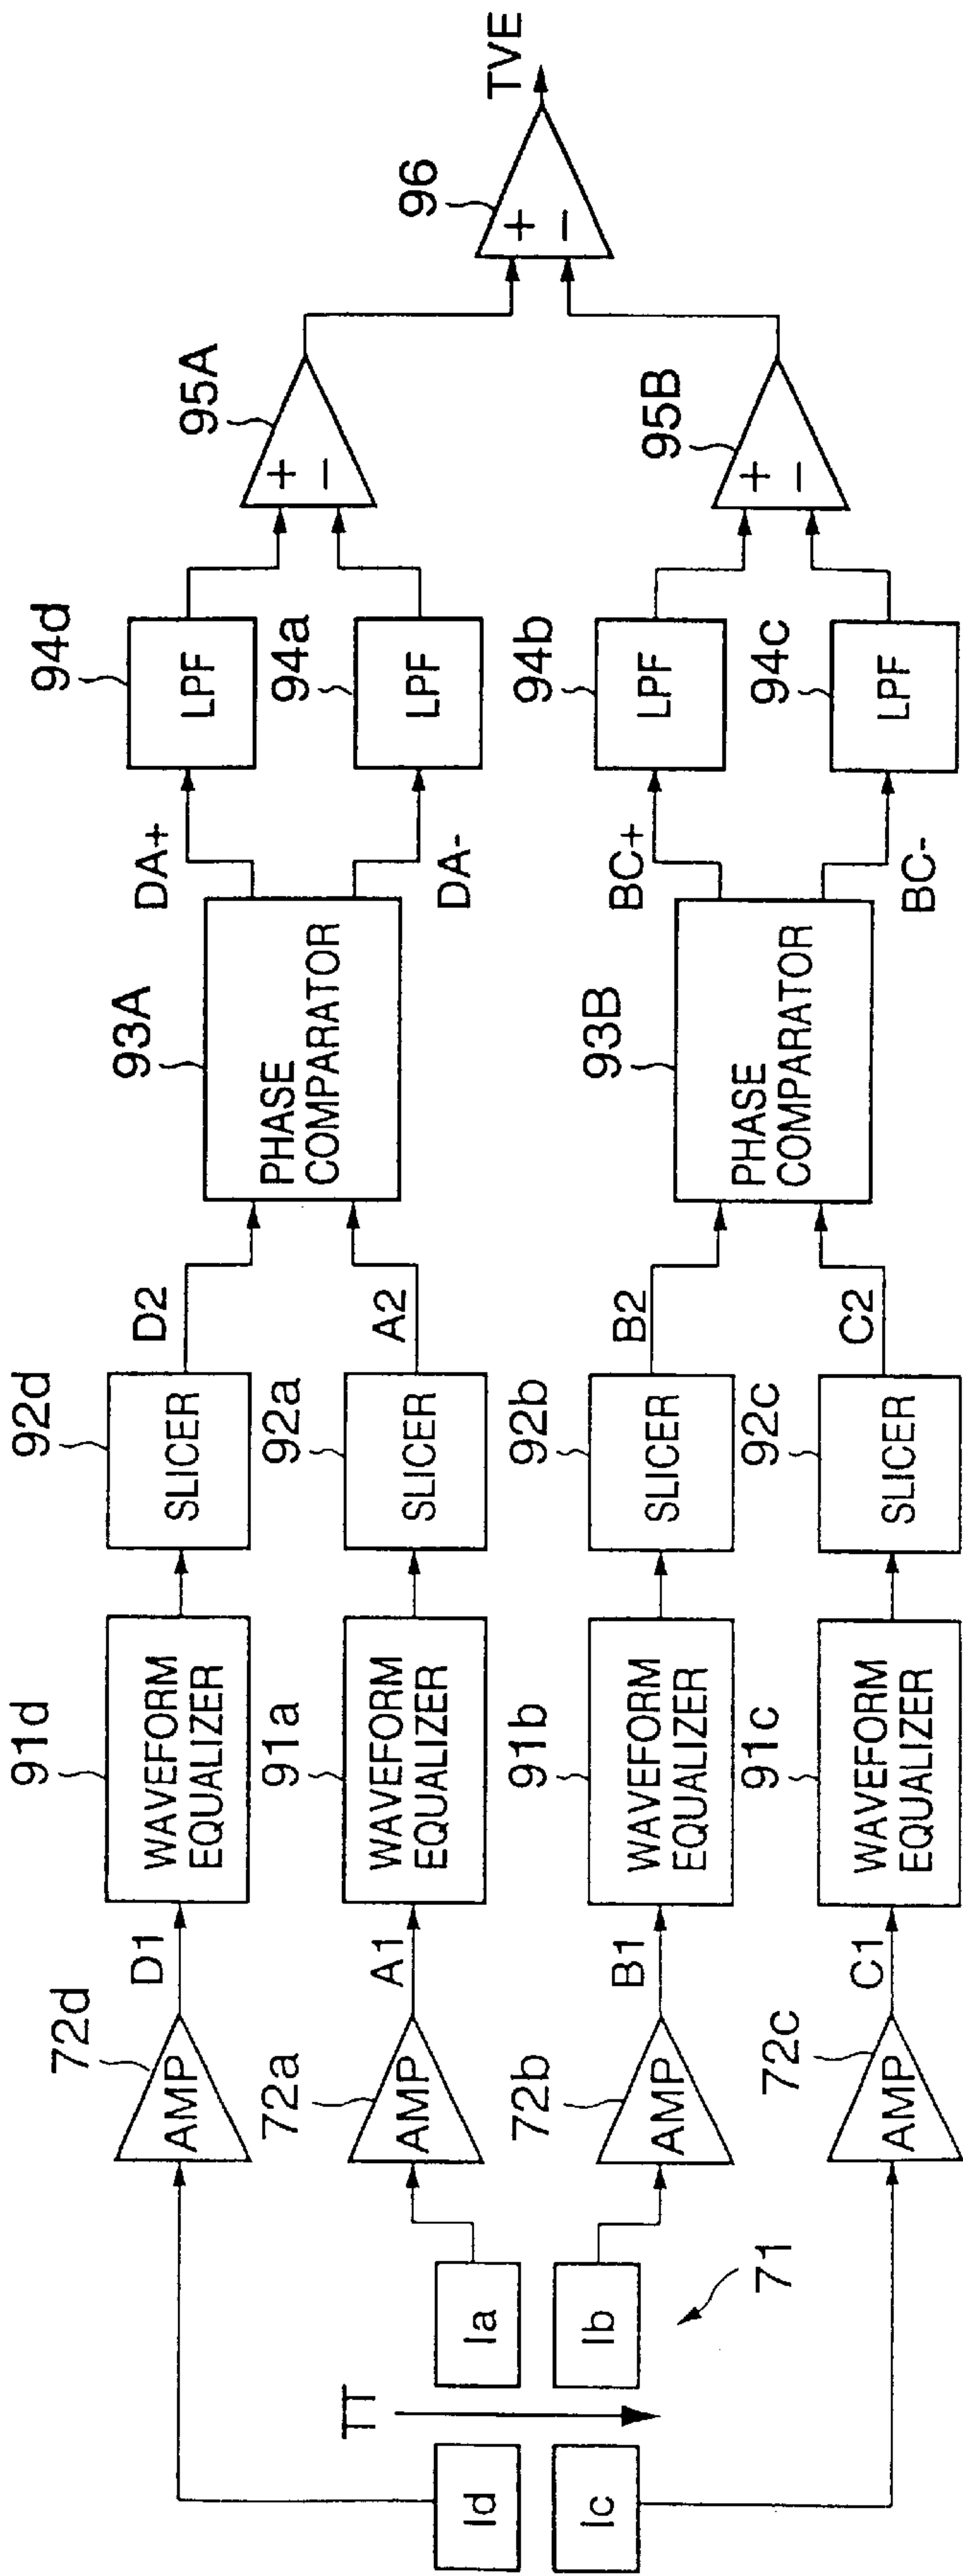 Id
Ia
Ic
Ib
TT
71
72d
AMP
D1
91d
WAVEFORM
EQUALIZER
92d
SLICER
D2
72a
AMP
A1
91a
WAVEFORM
EQUALIZER
92a
SLICER
A2
93A
PHASE
COMPARATOR
DA+
DA-
94d
LPF
94a
LPF
95A
+
−
72b
AMP
B1
91b
WAVEFORM
EQUALIZER
92b
SLICER
B2
72c
AMP
C1
91c
WAVEFORM
EQUALIZER
92c
SLICER
C2
93B
PHASE
COMPARATOR
BC+
BC-
94b
LPF
94c
LPF
95B
+
−
96
+
−
TVE